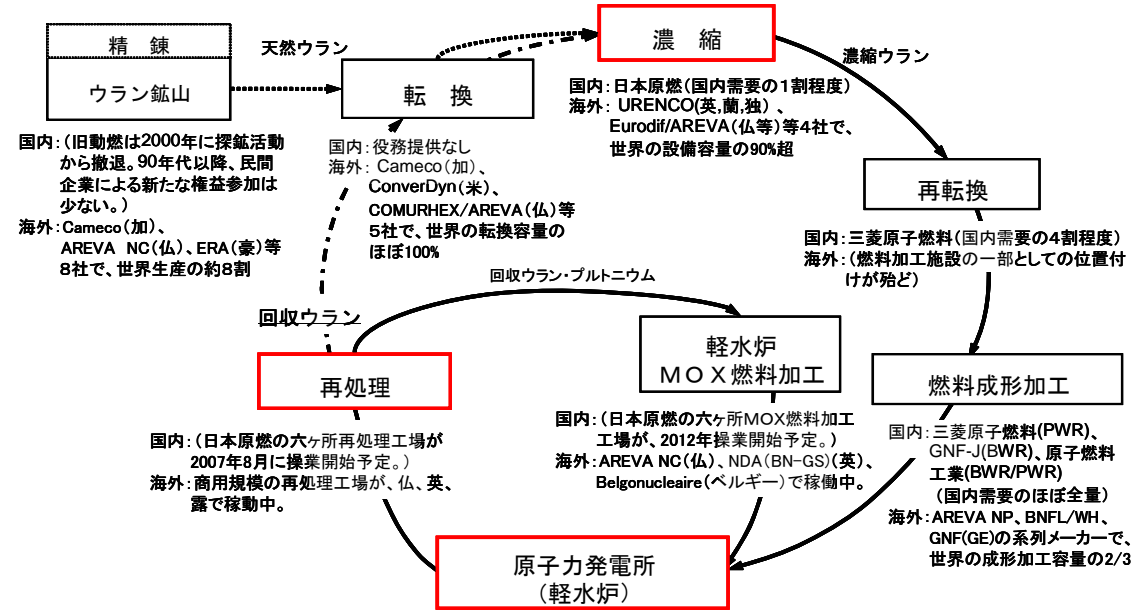 精　錬
ウラン鉱山
国内：(旧動燃は2000年に探鉱活動
から撤退。90年代以降、民間
企業による新たな権益参加は
少ない。)
海外：Cameco(加)、
AREVA NC(仏)、ERA(豪)等
8社で、世界生産の約8割
天然ウラン
転　換
国内：役務提供なし
海外：Cameco(加)、
ConverDyn(米)、
COMURHEX/AREVA(仏)等
5社で、世界の転換容量の
ほぼ100%
濃　縮
国内：日本原燃(国内需要の1割程度)
海外：URENCO(英,蘭,独)、
Eurodif/AREVA(仏等)等4社で、
世界の設備容量の90%超
濃縮ウラン
再転換
国内：三菱原子燃料(国内需要の4割程度)
海外：(燃料加工施設の一部としての位置付
けが殆ど)
回収ウラン・プルトニウム
回収ウラン
再処理
国内：(日本原燃の六ヶ所再処理工場が
2007年8月に操業開始予定。)
海外：商用規模の再処理工場が、仏、英、
露で稼動中。
軽水炉
MOX燃料加工
国内：(日本原燃の六ヶ所MOX燃料加工
工場が、2012年操業開始予定。)
海外：AREVA NC(仏)、NDA(BN-GS)(英)、
Belgonucleaire(ベルギー)で稼働中。
燃料成形加工
国内：三菱原子燃料(PWR)、
GNF-J(BWR)、原子燃料
工業(BWR/PWR)
(国内需要のほぼ全量)
海外：AREVA NP、BNFL/WH、
GNF(GE)の系列メーカーで、
世界の成形加工容量の2/3
原子力発電所
(軽水炉)